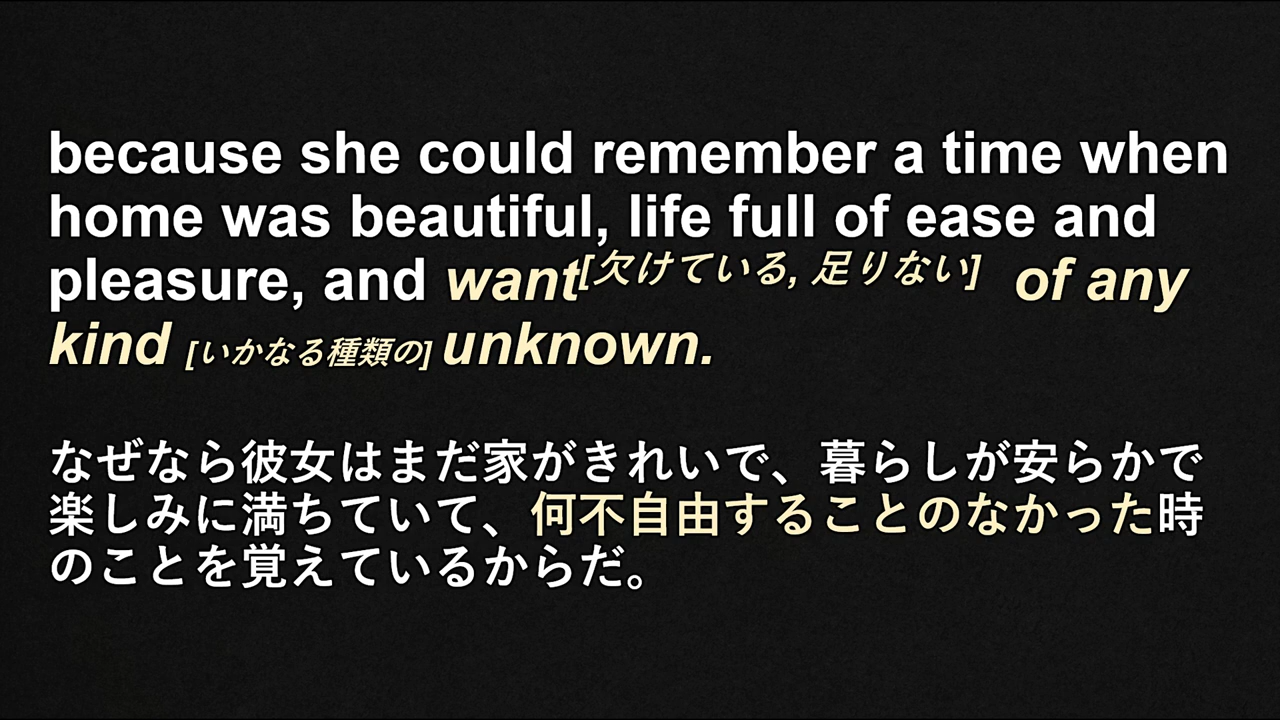 because she could remember a time when
home was beautiful, life full of ease and
pleasure, and want[欠けている, 足りない] of any
kind [いかなる種類の] unknown.
なぜなら彼女はまだ家がきれいで、暮らしが安らかで
楽しみに満ちていて、何不自由することのなかった時
のことを覚えているからだ。